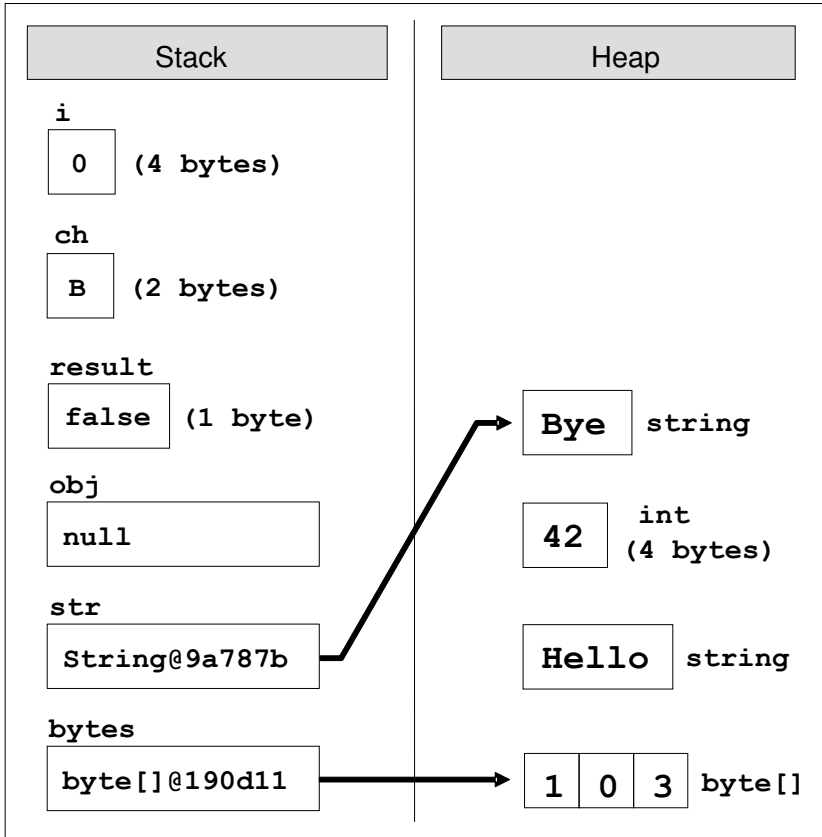 Stack
Heap
i
0 (4 bytes)
ch
B (2 bytes)
result
false (1 byte)
Bye string
obj
null
42 int
(4 bytes)
str
String@9a787b
Hello string
bytes
byte[]@190d11
1 0 3 byte[]